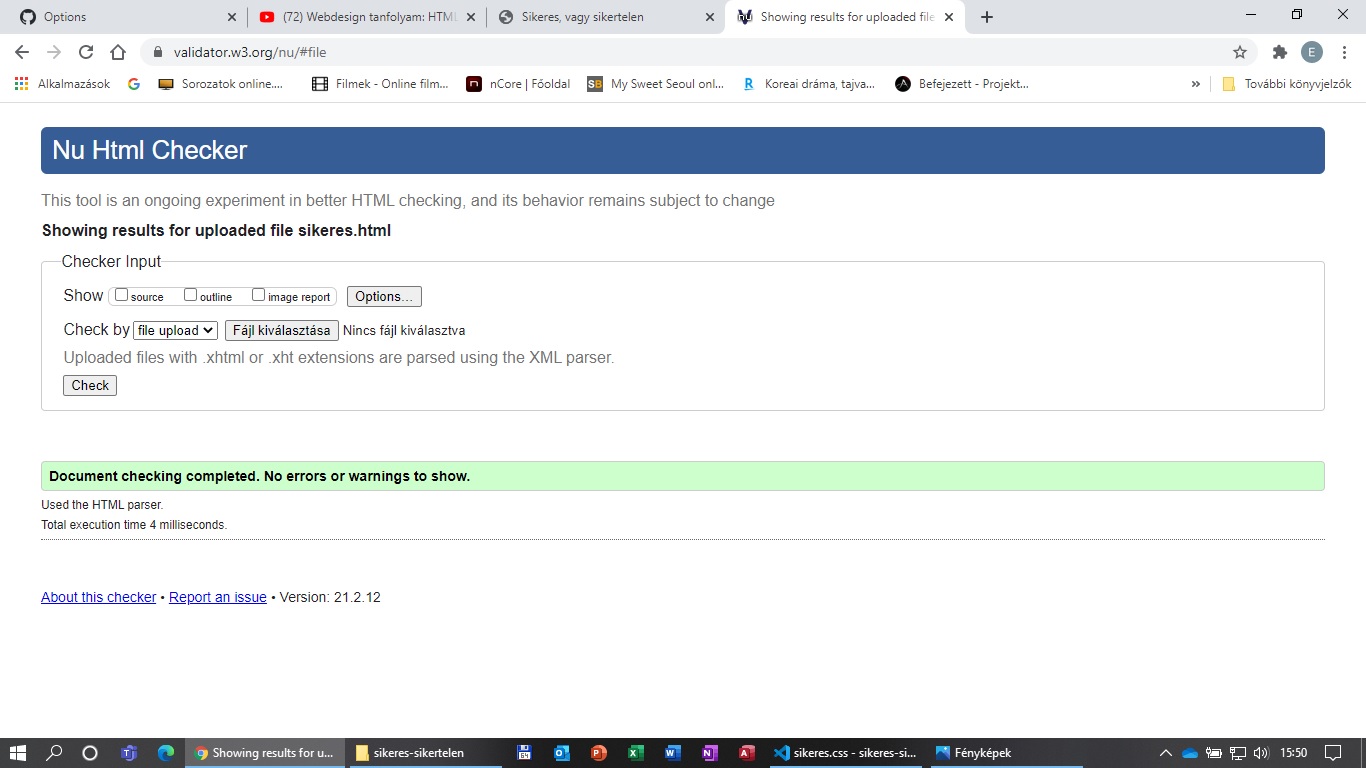 Options
(72) Webdesign tanfolyam: HTML
Sikeres, vagy sikertelen
Showing results for uploaded file
validator.w3.org/nu/#file
E
Alkalmazások
Sorozatok online....
Filmek - Online film...
nCore | Főoldal
SB
My Sweet Seoul onl...
R
Koreai dráma, tajva...
Befejezett - Projekt...
»
További könyvjelzők
Nu Html Checker
This tool is an ongoing experiment in better HTML checking, and its behavior remains subject to change
Showing results for uploaded file sikeres.html
Checker Input
Show source outline image report Options...
Check by file upload Fájl kiválasztása Nincs fájl kiválasztva
Uploaded files with .xhtml or .xht extensions are parsed using the XML parser.
Check
Document checking completed. No errors or warnings to show.
Used the HTML parser.
Total execution time 4 milliseconds.
About this checker • Report an issue • Version: 21.2.12
Showing results for u...
sikeres-sikertelen
64
sikeres.css - sikeres-si...
Fényképek
15:50